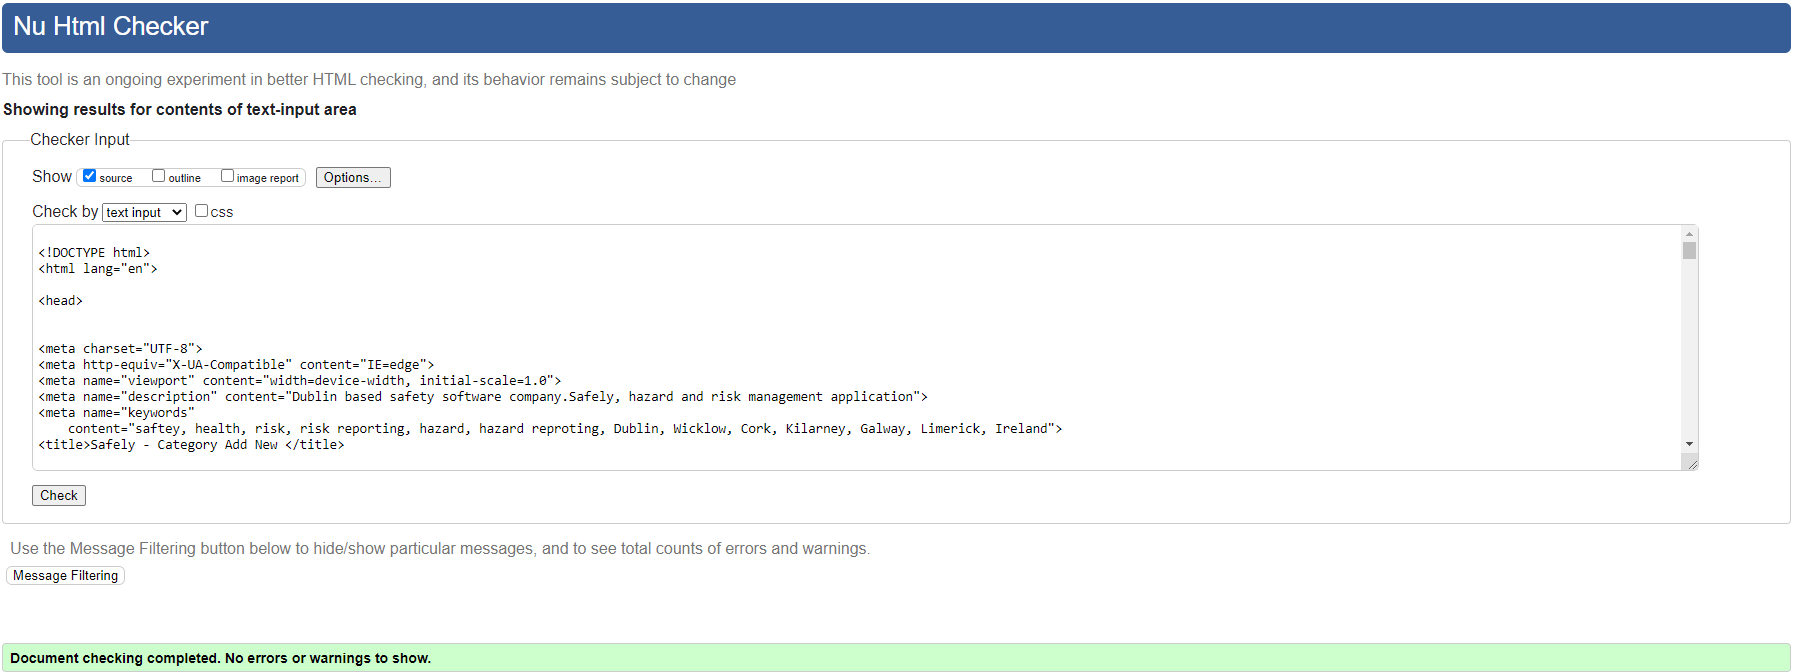 Nu Html Checker
This tool is an ongoing experiment in better HTML checking, and its behavior remains subject to change
Showing results for contents of text-input area
Checker Input
Show source outline image report Options...
Check by text input css
<!DOCTYPE html>
<html lang="en">
<head>
<meta charset="UTF-8">
<meta http-equiv="X-UA-Compatible" content="IE=edge">
<meta name="viewport" content="width=device-width, initial-scale=1.0">
<meta name="description" content="Dublin based safety software company.Safely, hazard and risk management application">
<meta name="keywords"
content="saftey, health, risk, risk reporting, hazard, hazard reproting, Dublin, Wicklow, Cork, Kilarney, Galway, Limerick, Ireland">
<title>Safely - Category Add New </title>
Check
Use the Message Filtering button below to hide/show particular messages, and to see total counts of errors and warnings.
Message Filtering
Document checking completed. No errors or warnings to show.